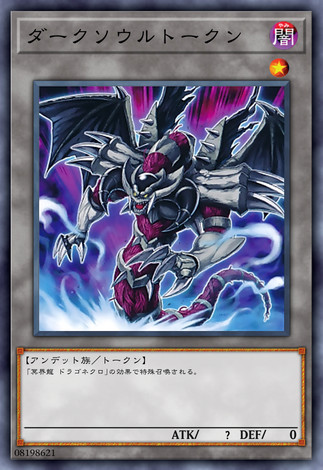 ダークソウルトークン
やみ
闇
【アンデット族／トークン】
「冥界龍 ドラゴネクロ」の効果で特殊召喚される。
ATK/ ? DEF/ 0
08198621